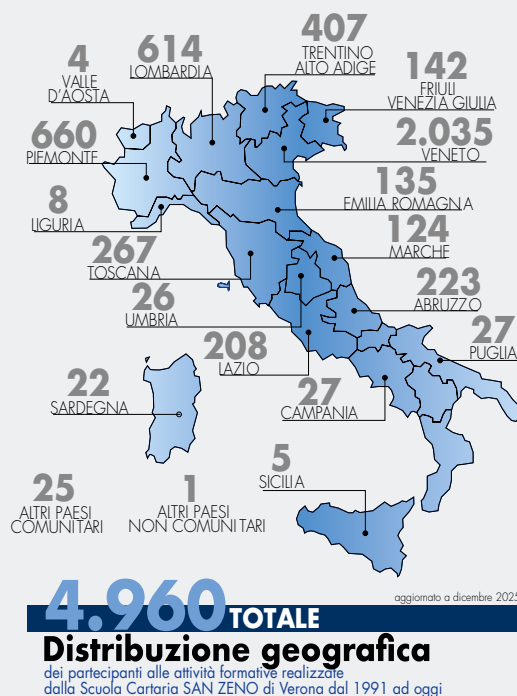 407
TRENTINO
ALTO ADIGE
614
LOMBARDIA
4
VALLE
D'AOSTA
142
FRIULI
VENEZIA GIULIA
660
PIEMONTE
2.035
VENETO
8
LIGURIA
135
EMILIA ROMAGNA
124
MARCHE
267
TOSCANA
26
UMBRIA
223
ABRUZZO
208
LAZIO
27
PUGLIA
22
SARDEGNA
27
CAMPANIA
5
SICILIA
25
ALTRI PAESI
COMUNITARI
1
ALTRI PAESI
NON COMUNITARI
aggiornato a dicembre 2025
4.960 TOTALE
Distribuzione geografica
dei partecipanti alle attività formative realizzate
dalla Scuola Cartaria SAN ZENO di Verona dal 1991 ad oggi